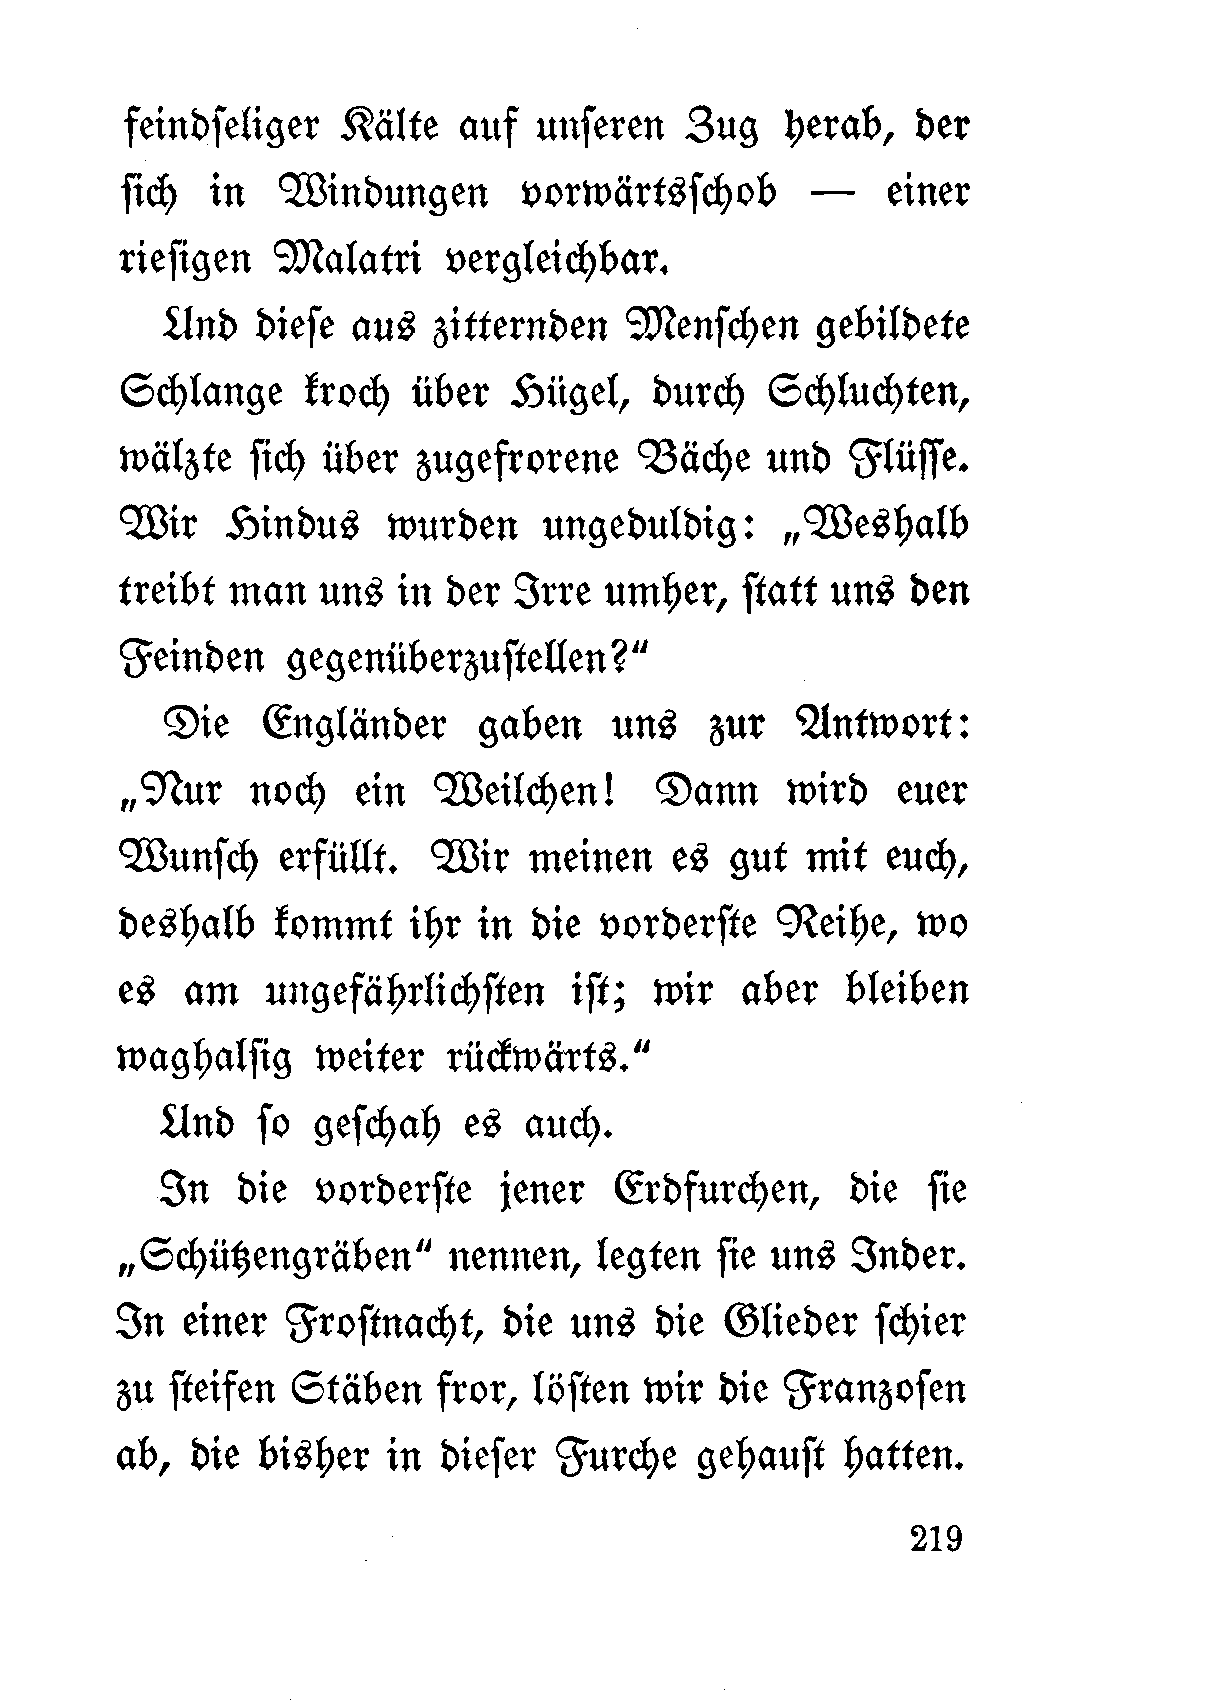 feindseliger Kälte auf unseren Zug herab, der
sich in Windungen vorwärtsschob — einer
riesigen Malatri vergleichbar.
Und diese aus zitternden Menschen gebildete
Schlange kroch über Hügel, durch Schluchten,
wälzte sich über zugefrorene Bäche und Flüsse.
Wir Hindus wurden ungeduldig: „Weshalb
treibt man uns in der Irre umher, statt uns den
Feinden gegenüberzustellen?“
Die Engländer gaben uns zur Antwort:
„Nur noch ein Weilchen! Dann wird euer
Wunsch erfüllt. Wir meinen es gut mit euch,
deshalb kommt ihr in die vorderste Reihe, wo
es am ungefährlichsten ist; wir aber bleiben
waghalsig weiter rückwärts.“
Und so geschah es auch.
In die vorderste jener Erdfurchen, die sie
„Schützengräben“ nennen, legten sie uns Inder.
In einer Frostnacht, die uns die Glieder schier
zu steifen Stäben fror, lösten wir die Franzosen
ab, die bisher in dieser Furche gehaust hatten.
219